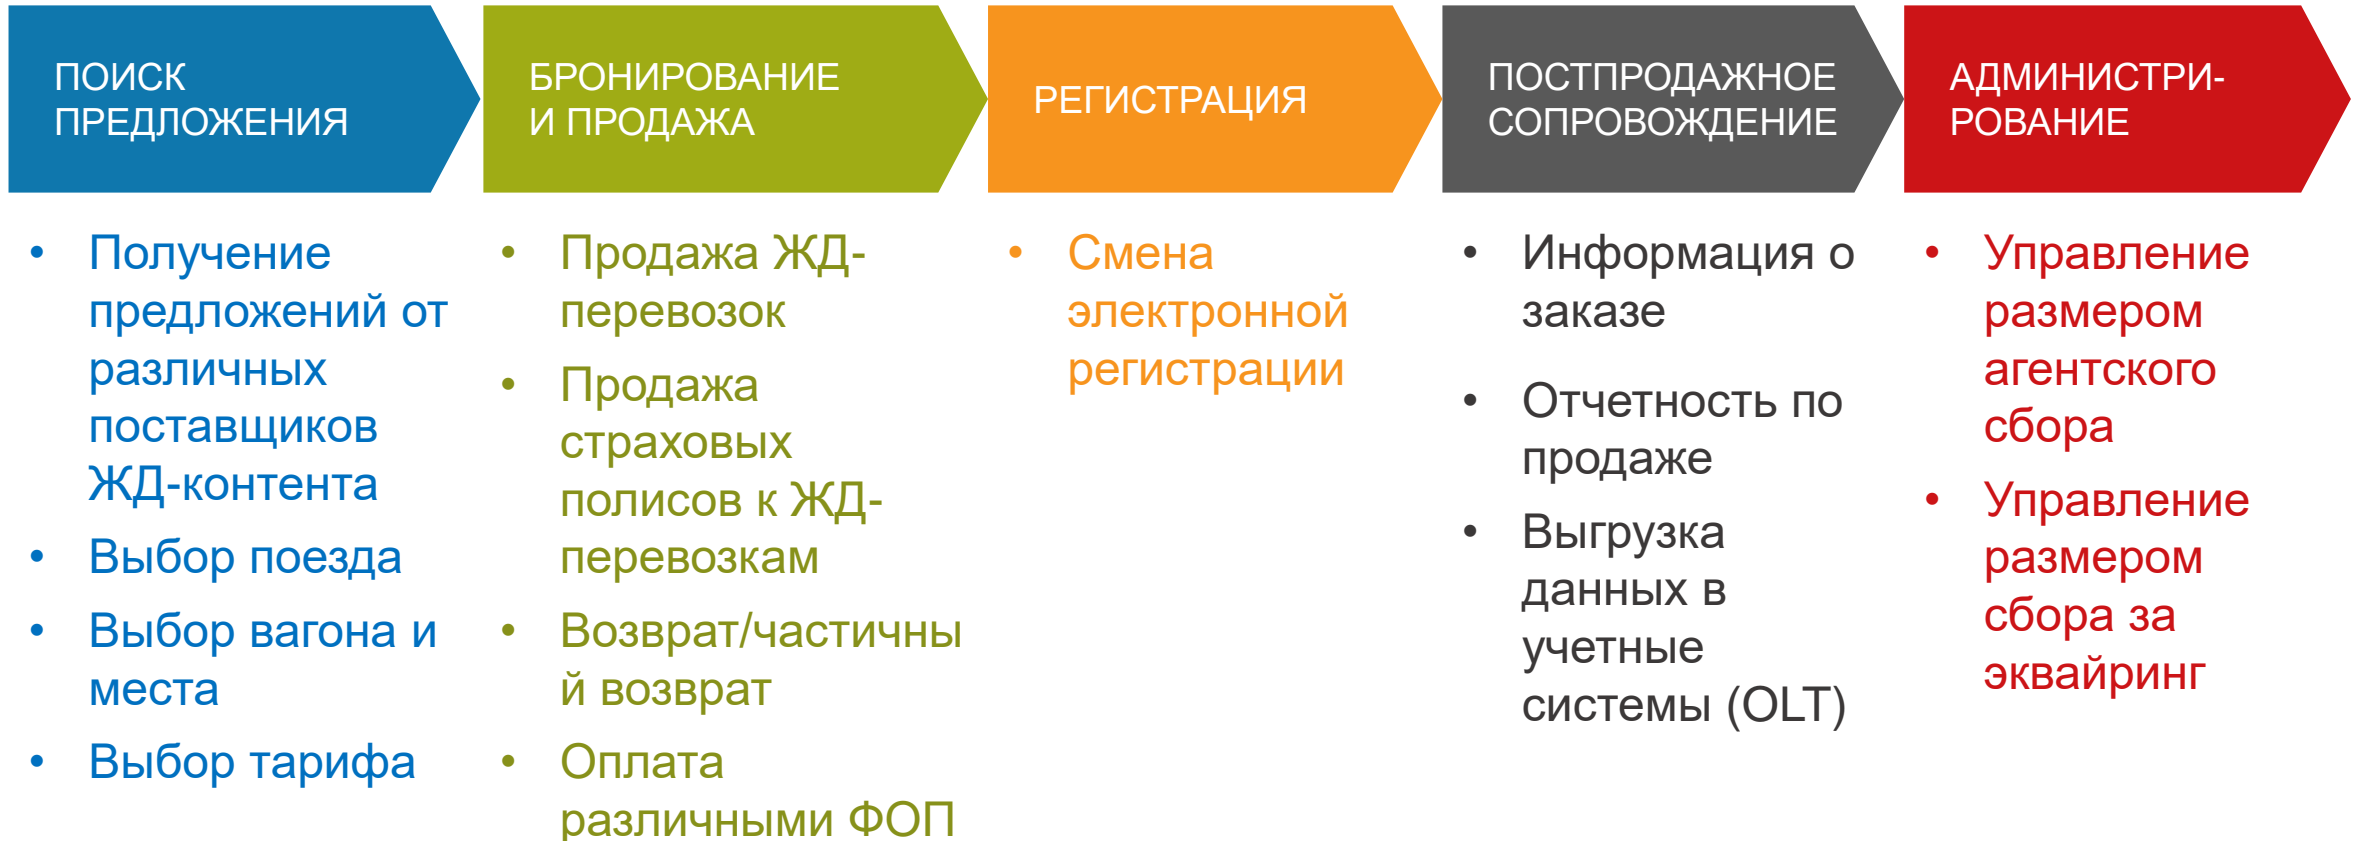 ПОИСК
ПРЕДЛОЖЕНИЯ
• Получение
предложений от
различных
поставщиков
ЖД-контента
• Выбор поезда
• Выбор вагона и
места
• Выбор тарифа
БРОНИРОВАНИЕ
И ПРОДАЖА
• Продажа ЖД-
перевозок
• Продажа
страховых
полисов к ЖД-
перевозкам
• Возврат/частичны
й возврат
• Оплата
различными ФОП
РЕГИСТРАЦИЯ
• Смена
электронной
регистрации
ПОСТПРОДАЖНОЕ
СОПРОВОЖДЕНИЕ
• Информация о
заказе
• Отчетность по
продаже
• Выгрузка
данных в
учетные
системы (OLT)
АДМИНИСТРИ-
РОВАНИЕ
• Управление
размером
агентского
сбора
• Управление
размером
сбора за
эквайринг